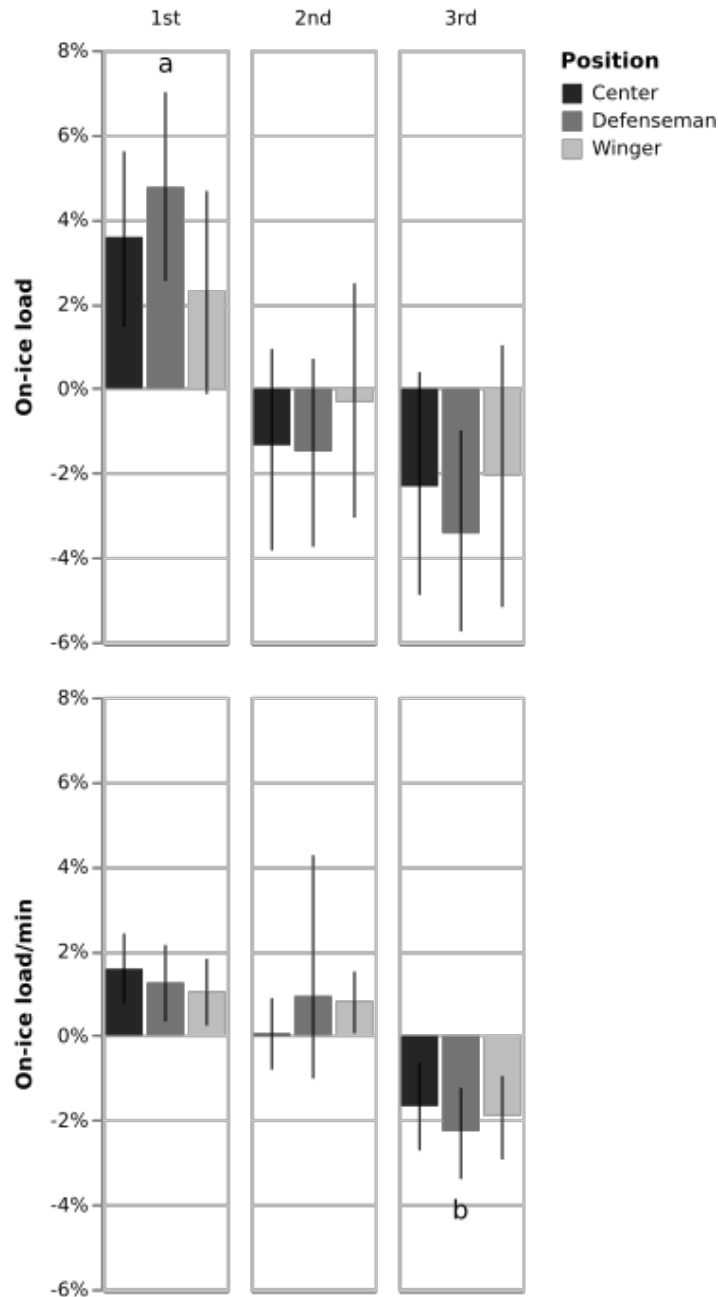 1st 2nd 3rd
8%
a
6%
4%
2%
0%
-2%
-4%
-6%
On-ice load
Position
Center
Defenseman
Winger
8%
6%
4%
2%
0%
-2%
-4%
b
-6%
On-ice load/min